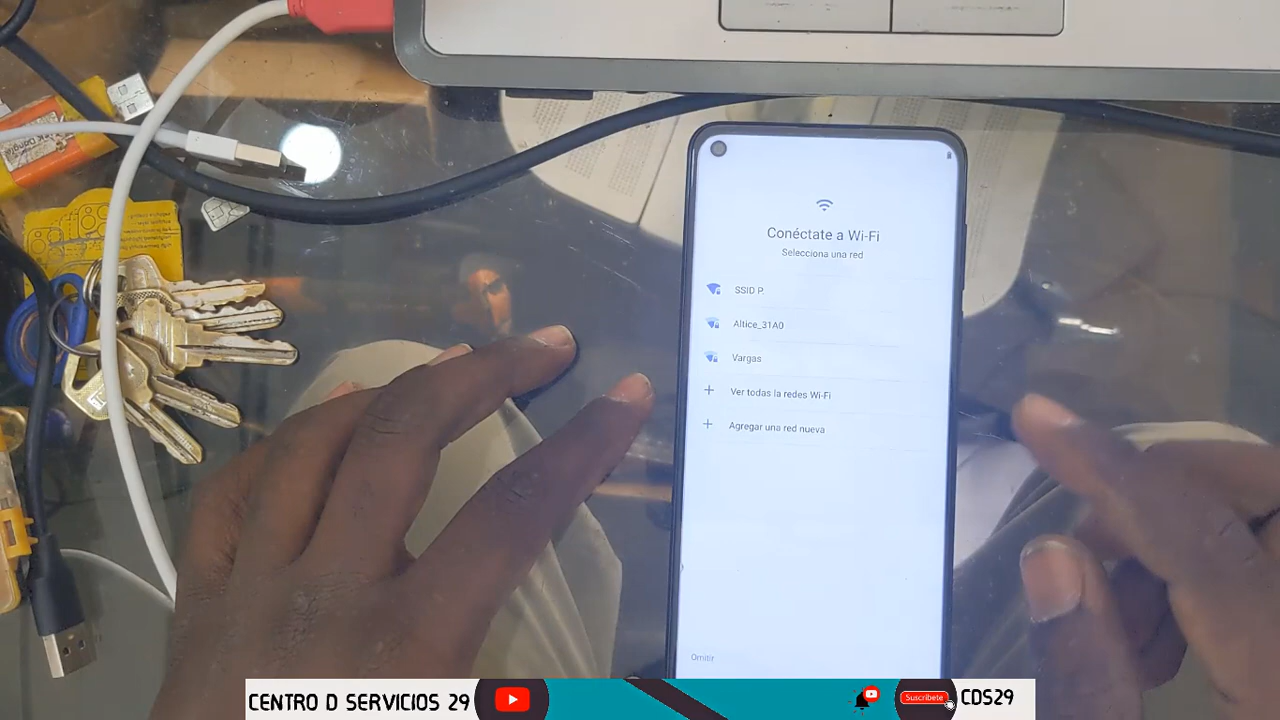 Conéctate a Wi-Fi
Selecciona una red
SSID P.
Altice_31A0
Vargas
Ver todas la redes Wi-Fi
Agregar una red nueva
Omitir
CENTRO D SERVICIOS 29
Suscribete
CDS29